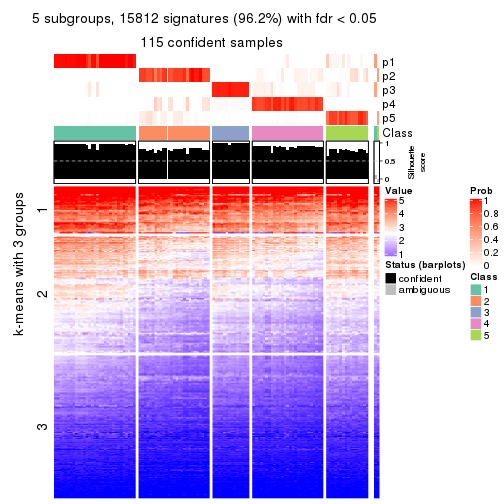 5 subgroups, 15812 signatures (96.2%) with fdr < 0.05
115 confident samples
p1
p2
p3
p4
p5
Class
1
0.5
0
Silhouette
score
k-means with 3 groups
1
2
3
Value
5
4
3
2
1
Status (barplots)
confident
ambiguous
Prob
1
0.8
0.6
0.4
0.2
0
Class
1
2
3
4
5